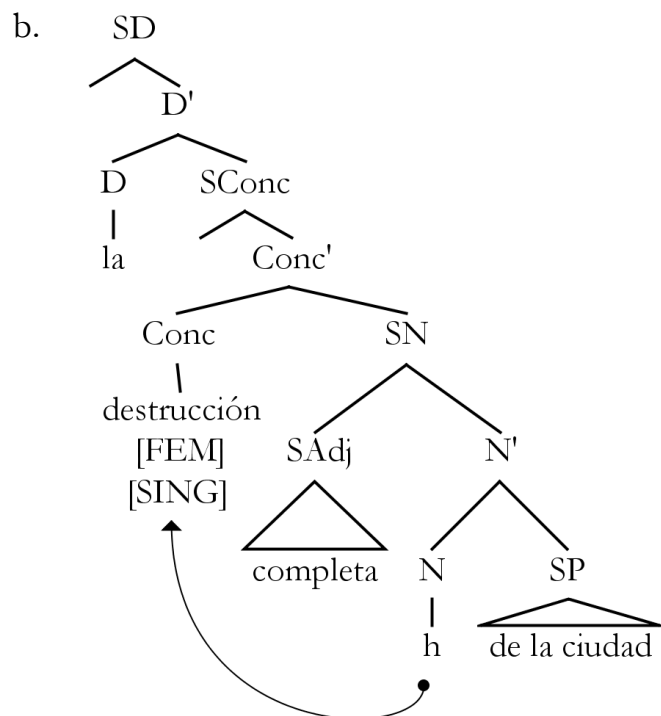 b.
SD
D'
D SConc
la Conc'
Conc SN
destrucción
[FEM] SAdj N'
[SING]
completa N SP
h de la ciudad